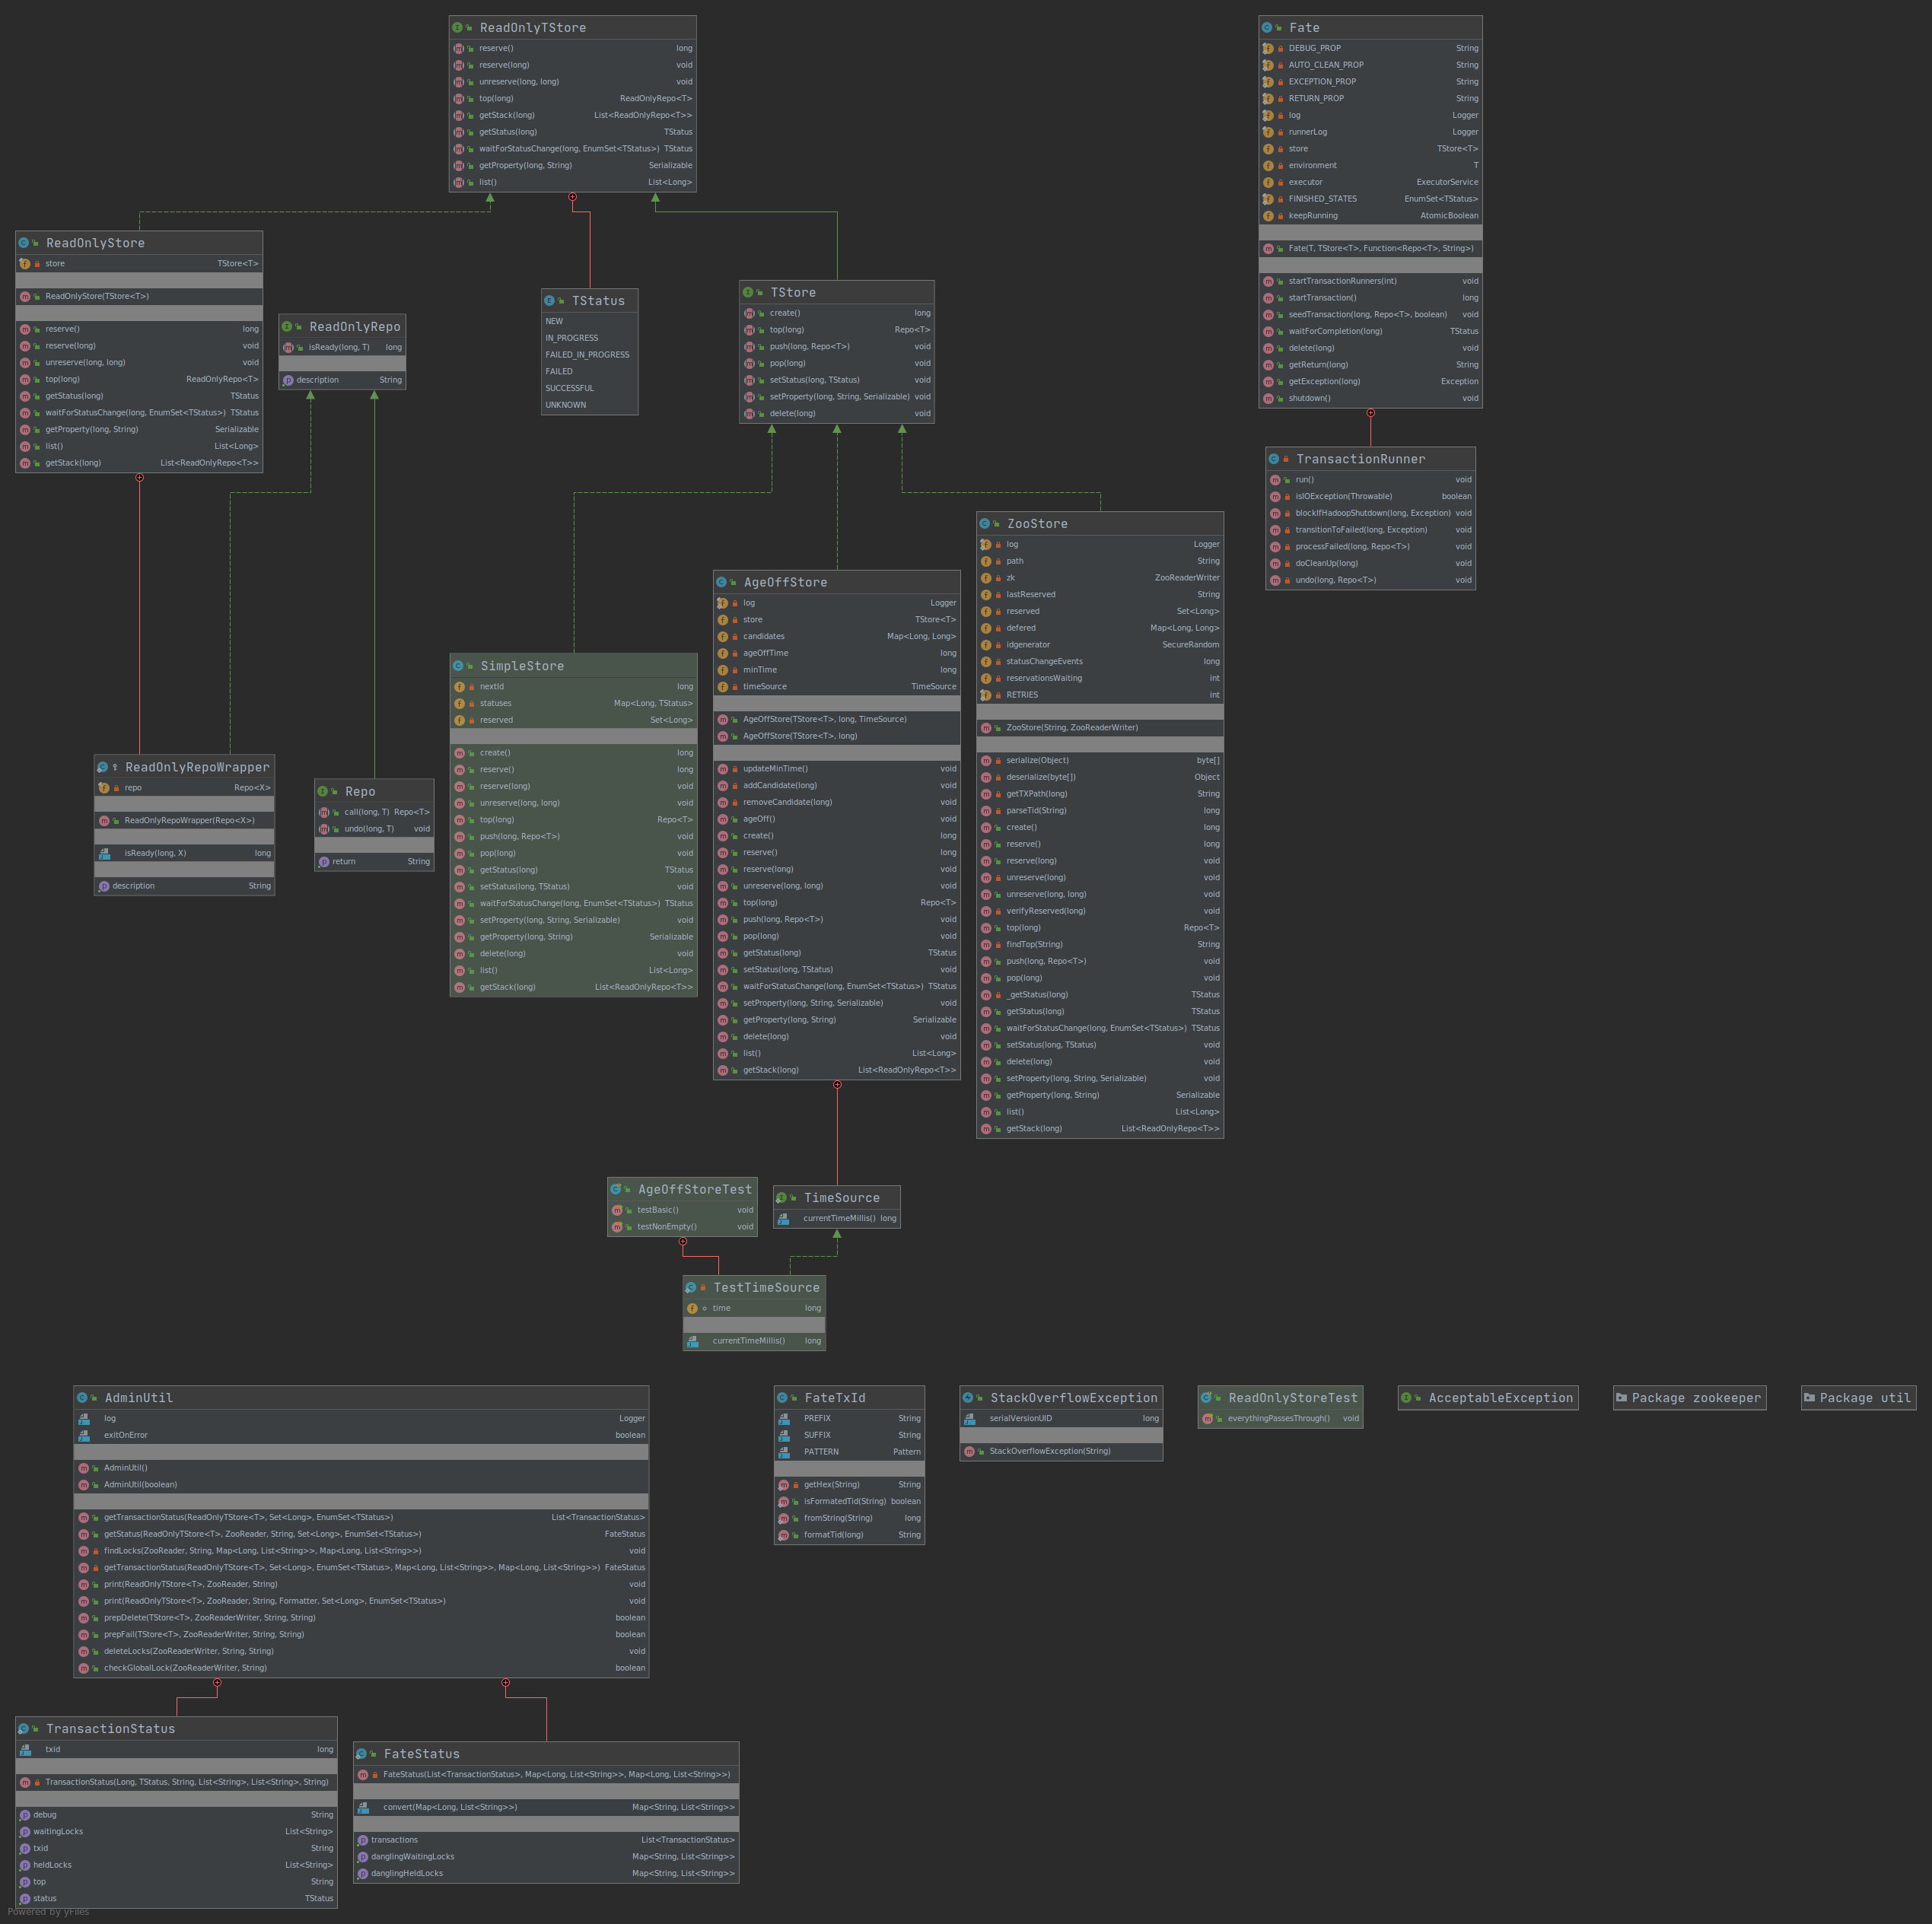 ReadOnlyTStore
reserve() long
reserve(long) void
unreserve(long, long) void
top(long) ReadOnlyRepo<T>
getStack(long) List<ReadOnlyRepo<T>>
getStatus(long) TStatus
waitForStatusChange(long, EnumSet<TStatus>) TStatus
getProperty(long, String) Serializable
list() List<Long>
Fate
DEBUG_PROP String
AUTO_CLEAN_PROP String
EXCEPTION_PROP String
RETURN_PROP String
log Logger
runnerLog Logger
store TStore<T>
environment T
executor ExecutorService
FINISHED_STATES EnumSet<TStatus>
keepRunning AtomicBoolean
Fate(T, TStore<T>, Function<Repo<T>, String>)
startTransactionRunners(int) void
startTransaction() long
seedTransaction(long, Repo<T>, boolean) void
waitForCompletion(long) TStatus
delete(long) void
getReturn(long) String
getException(long) Exception
shutdown() void
ReadOnlyStore
store TStore<T>
ReadOnlyStore(TStore<T>)
reserve() long
reserve(long) void
unreserve(long, long) void
top(long) ReadOnlyRepo<T>
getStatus(long) TStatus
waitForStatusChange(long, EnumSet<TStatus>) TStatus
getProperty(long, String) Serializable
list() List<Long>
getStack(long) List<ReadOnlyRepo<T>>
ReadOnlyRepo
isReady(long, T) long
description String
TStatus
NEW
IN_PROGRESS
FAILED_IN_PROGRESS
FAILED
SUCCESSFUL
UNKNOWN
TStore
create() long
top(long) Repo<T>
push(long, Repo<T>) void
pop(long) void
setStatus(long, TStatus) void
setProperty(long, String, Serializable) void
delete(long) void
TransactionRunner
run() void
isIOException(Throwable) boolean
blockIfHadoopShutdown(long, Exception) void
transitionToFailed(long, Exception) void
processFailed(long, Repo<T>) void
doCleanUp(long) void
undo(long, Repo<T>) void
ZooStore
log Logger
path String
zk ZooReaderWriter
lastReserved String
reserved Set<Long>
defered Map<Long, Long>
idgenerator SecureRandom
statusChangeEvents long
reservationsWaiting int
RETRIES int
ZooStore(String, ZooReaderWriter)
serialize(Object) byte[]
deserialize(byte[]) Object
getTXPath(long) String
parseTid(String) long
create() long
reserve() long
reserve(long) void
unreserve(long) void
unreserve(long, long) void
verifyReserved(long) void
top(long) Repo<T>
findTop(String) String
push(long, Repo<T>) void
pop(long) void
_getStatus(long) TStatus
getStatus(long) TStatus
waitForStatusChange(long, EnumSet<TStatus>) TStatus
setStatus(long, TStatus) void
delete(long) void
setProperty(long, String, Serializable) void
getProperty(long, String) Serializable
list() List<Long>
getStack(long) List<ReadOnlyRepo<T>>
AgeOffStore
log Logger
store TStore<T>
candidates Map<Long, Long>
ageOffTime long
minTime long
timeSource TimeSource
AgeOffStore(TStore<T>, long, TimeSource)
AgeOffStore(TStore<T>, long)
updateMinTime() void
addCandidate(long) void
removeCandidate(long) void
ageOff() void
create() long
reserve() long
reserve(long) void
unreserve(long, long) void
top(long) Repo<T>
push(long, Repo<T>) void
pop(long) void
getStatus(long) TStatus
setStatus(long, TStatus) void
waitForStatusChange(long, EnumSet<TStatus>) TStatus
setProperty(long, String, Serializable) void
getProperty(long, String) Serializable
delete(long) void
list() List<Long>
getStack(long) List<ReadOnlyRepo<T>>
SimpleStore
nextId long
statuses Map<Long, TStatus>
reserved Set<Long>
create() long
reserve() long
reserve(long) void
unreserve(long, long) void
top(long) Repo<T>
push(long, Repo<T>) void
pop(long) void
getStatus(long) TStatus
setStatus(long, TStatus) void
waitForStatusChange(long, EnumSet<TStatus>) TStatus
setProperty(long, String, Serializable) void
getProperty(long, String) Serializable
delete(long) void
list() List<Long>
getStack(long) List<ReadOnlyRepo<T>>
ReadOnlyRepoWrapper
repo Repo<X>
ReadOnlyRepoWrapper(Repo<X>)
isReady(long, X) long
description String
Repo
call(long, T) Repo<T>
undo(long, T) void
return String
AgeOffStoreTest
testBasic() void
testNonEmpty() void
TimeSource
currentTimeMillis() long
TestTimeSource
time long
currentTimeMillis() long
AdminUtil
log Logger
exitOnError boolean
AdminUtil()
AdminUtil(boolean)
getTransactionStatus(ReadOnlyTStore<T>, Set<Long>, EnumSet<TStatus>) List<TransactionStatus>
getStatus(ReadOnlyTStore<T>, ZooReader, String, Set<Long>, EnumSet<TStatus>) FateStatus
findLocks(ZooReader, String, Map<Long, List<String>>, Map<Long, List<String>>) void
getTransactionStatus(ReadOnlyTStore<T>, Set<Long>, EnumSet<TStatus>, Map<Long, List<String>>, Map<Long, List<String>>) FateStatus
print(ReadOnlyTStore<T>, ZooReader, String) void
print(ReadOnlyTStore<T>, ZooReader, String, Formatter, Set<Long>, EnumSet<TStatus>) void
prepDelete(TStore<T>, ZooReaderWriter, String, String) boolean
prepFail(TStore<T>, ZooReaderWriter, String, String) boolean
deleteLocks(ZooReaderWriter, String, String) void
checkGlobalLock(ZooReaderWriter, String) boolean
FateTxId
PREFIX String
SUFFIX String
PATTERN Pattern
getHex(String) String
isFormatedTid(String) boolean
fromString(String) long
formatTid(long) String
StackOverflowException
serialVersionUID long
StackOverflowException(String)
ReadOnlyStoreTest
everythingPassesThrough() void
AcceptableException
Package zookeeper
Package util
TransactionStatus
txid long
TransactionStatus(Long, TStatus, String, List<String>, List<String>, String)
debug String
waitingLocks List<String>
txid String
heldLocks List<String>
top String
status TStatus
FateStatus
FateStatus(List<TransactionStatus>, Map<Long, List<String>>, Map<Long, List<String>>)
convert(Map<Long, List<String>>) Map<String, List<String>>
transactions List<TransactionStatus>
danglingWaitingLocks Map<String, List<String>>
danglingHeldLocks Map<String, List<String>>
Powered by yFiles